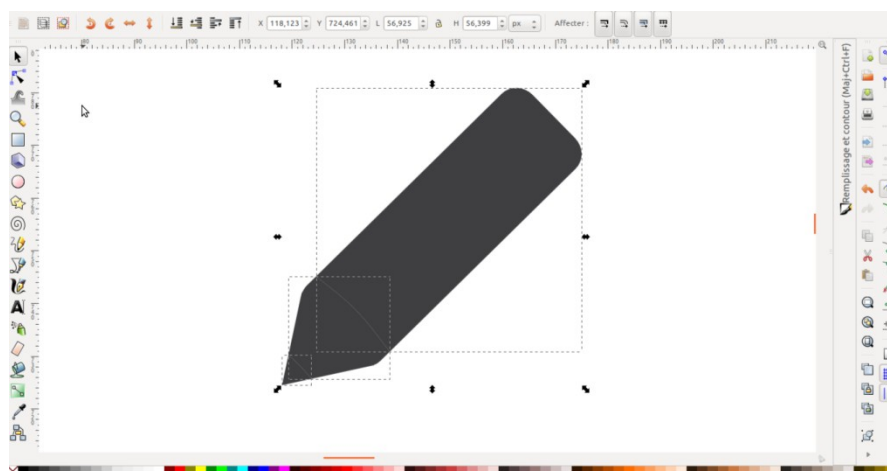 X 118,123 Y 724,461 L 56,925 H 56,399 px Affecter :
Remplissage et contour (Maj+Ctrl+F)